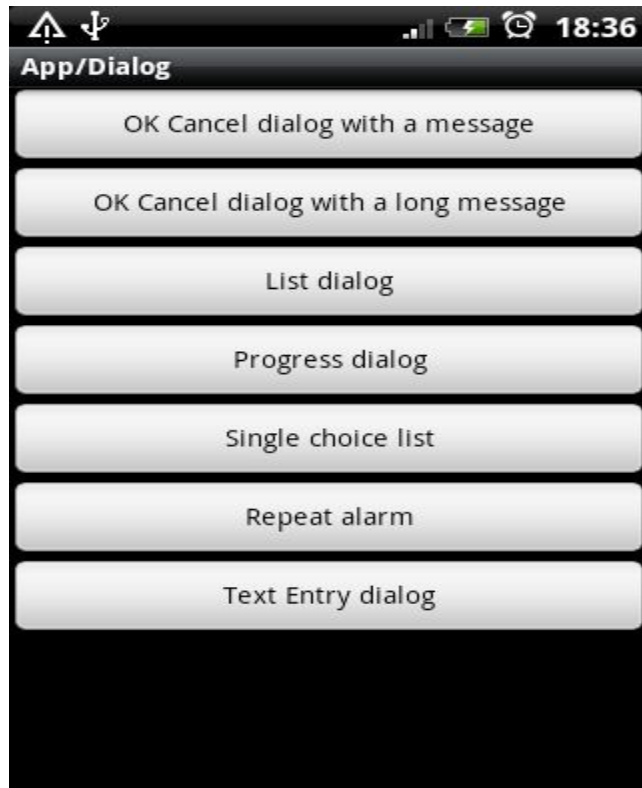 18:36
App/Dialog
OK Cancel dialog with a message
OK Cancel dialog with a long message
List dialog
Progress dialog
Single choice list
Repeat alarm
Text Entry dialog